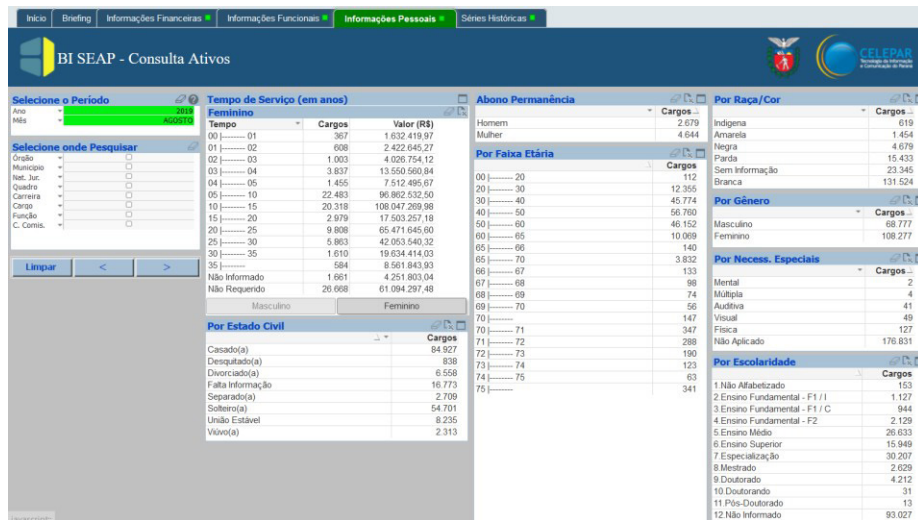 Início Briefing Informações Financeiras Informações Funcionais Informações Pessoais Séries Históricas
BI SEAP - Consulta Ativos
CELEPAR
Tecnologia da Informação e Comunicação do Paraná
Selecione o Período
Ano 2019
Mês AGOSTO
Selecione onde Pesquisar
Órgão
Município
Nat. Jur.
Quadro
Carreira
Cargo
Função
C. Comis.
Limpar < >
Tempo de Serviço (em anos)
Feminino
Tempo Cargos Valor (R$)
00 |-------- 01 367 1.632.419,97
01 |-------- 02 608 2.422.645,27
02 |-------- 03 1.003 4.026.754,12
03 |-------- 04 3.837 13.550.560,84
04 |-------- 05 1.455 7.512.495,67
05 |-------- 10 22.483 96.862.532,50
10 |-------- 15 20.318 108.047.269,98
15 |-------- 20 2.979 17.503.257,18
20 |-------- 25 9.808 65.471.645,60
25 |-------- 30 5.863 42.053.540,32
30 |-------- 35 1.610 19.634.414,03
35 |-------- 584 8.561.843,93
Não Informado 1.661 4.251.803,04
Não Requerido 26.668 61.094.297,48
Masculino Feminino
Por Estado Civil
Cargos
Casado(a) 84.927
Desquitado(a) 838
Divorciado(a) 6.558
Falta Informação 16.773
Separado(a) 2.709
Solteiro(a) 54.701
União Estável 8.235
Viúvo(a) 2.313
Abono Permanência
Cargos
Homem 2.679
Mulher 4.644
Por Faixa Etária
Cargos
00 |-------- 20 112
20 |-------- 30 12.355
30 |-------- 40 45.774
40 |-------- 50 56.760
50 |-------- 60 46.152
60 |-------- 65 10.069
65 |-------- 66 140
65 |-------- 70 3.832
66 |-------- 67 133
67 |-------- 68 98
68 |-------- 69 74
69 |-------- 70 56
70 |-------- 147
70 |-------- 71 347
71 |-------- 72 288
72 |-------- 73 190
73 |-------- 74 123
74 |-------- 75 63
75 |-------- 341
Por Raça/Cor
Cargos
Indigena 619
Amarela 1.454
Negra 4.679
Parda 15.433
Sem Informação 23.345
Branca 131.524
Por Gênero
Cargos
Masculino 68.777
Feminino 108.277
Por Necess. Especiais
Cargos
Mental 2
Múltipla 4
Auditiva 41
Visual 49
Física 127
Não Aplicado 176.831
Por Escolaridade
Cargos
1.Não Alfabetizado 153
2.Ensino Fundamental - F1 / I 1.127
3.Ensino Fundamental - F1 / C 944
4.Ensino Fundamental - F2 2.129
5.Ensino Médio 26.633
6.Ensino Superior 15.949
7.Especialização 30.207
8.Mestrado 2.629
9.Doutorado 4.212
10.Doutorando 31
11.Pós-Doutorado 13
12.Não Informado 93.027